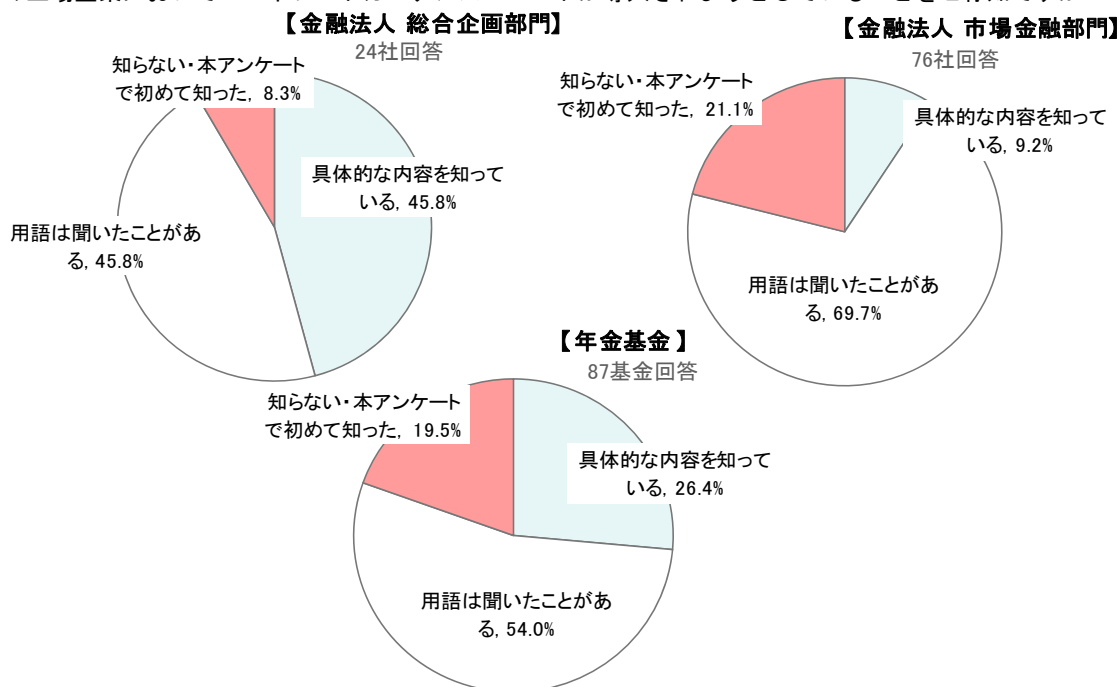 【金融法人 総合企画部門】
24社回答
知らない・本アンケート
で初めて知った, 8.3%
具体的な内容を知って
いる, 45.8%
用語は聞いたことがあ
る, 45.8%
【金融法人 市場金融部門】
76社回答
知らない・本アンケート
で初めて知った, 21.1%
具体的な内容を知って
いる, 9.2%
用語は聞いたことがあ
る, 69.7%
【年金基金】
87基金回答
知らない・本アンケート
で初めて知った, 19.5%
具体的な内容を知って
いる, 26.4%
用語は聞いたことがあ
る, 54.0%